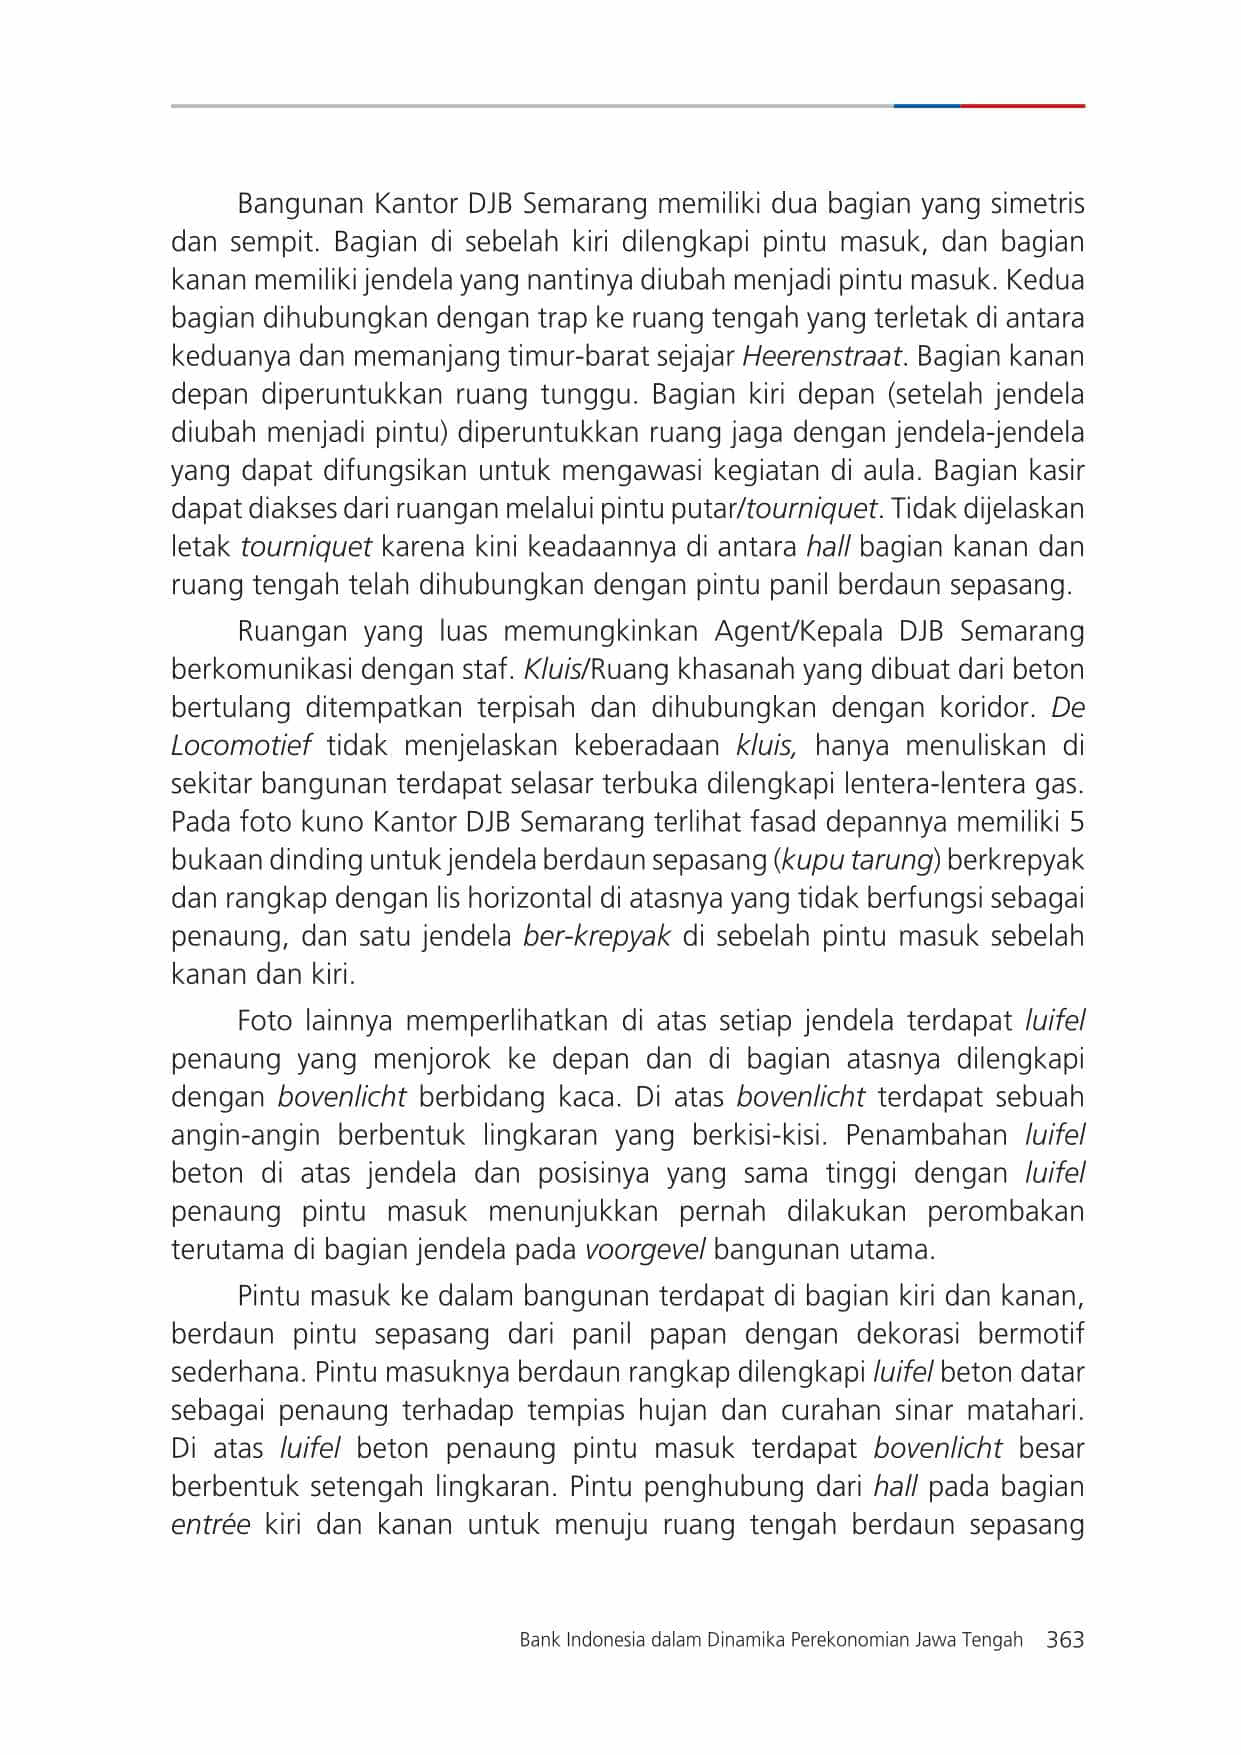 Bangunan Kantor DJB Semarang memiliki dua bagian yang simetris
dan sempit. Bagian di sebelah kiri dilengkapi pintu masuk, dan bagian
kanan memiliki jendela yang nantinya diubah menjadi pintu masuk. Kedua
bagian dihubungkan dengan trap ke ruang tengah yang terletak di antara
keduanya dan memanjang timur-barat sejajar Heerenstraat. Bagian kanan
depan diperuntukkan ruang tunggu. Bagian kiri depan (setelah jendela
diubah menjadi pintu) diperuntukkan ruang jaga dengan jendela-jendela
yang dapat difungsikan untuk mengawasi kegiatan di aula. Bagian kasir
dapat diakses dari ruangan melalui pintu putar/tourniquet. Tidak dijelaskan
letak tourniquet karena kini keadaannya di antara hall bagian kanan dan
ruang tengah telah dihubungkan dengan pintu panil berdaun sepasang.
Ruangan yang luas memungkinkan Agent/Kepala DJB Semarang
berkomunikasi dengan staf. Kluis/Ruang khasanah yang dibuat dari beton
bertulang ditempatkan terpisah dan dihubungkan dengan koridor. De
Locomotief tidak menjelaskan keberadaan kluis, hanya menuliskan di
sekitar bangunan terdapat selasar terbuka dilengkapi lentera-lentera gas.
Pada foto kuno Kantor DJB Semarang terlihat fasad depannya memiliki 5
bukaan dinding untuk jendela berdaun sepasang (kupu tarung) berkrepyak
dan rangkap dengan lis horizontal di atasnya yang tidak berfungsi sebagai
penaung, dan satu jendela ber-krepyak di sebelah pintu masuk sebelah
kanan dan kiri.
Foto lainnya memperlihatkan di atas setiap jendela terdapat luifel
penaung yang menjorok ke depan dan di bagian atasnya dilengkapi
dengan bovenlicht berbidang kaca. Di atas bovenlicht terdapat sebuah
angin-angin berbentuk lingkaran yang berkisi-kisi. Penambahan luifel
beton di atas jendela dan posisinya yang sama tinggi dengan luifel
penaung pintu masuk menunjukkan pernah dilakukan perombakan
terutama di bagian jendela pada voorgevel bangunan utama.
Pintu masuk ke dalam bangunan terdapat di bagian kiri dan kanan,
berdaun pintu sepasang dari panil papan dengan dekorasi bermotif
sederhana. Pintu masuknya berdaun rangkap dilengkapi luifel beton datar
sebagai penaung terhadap tempias hujan dan curahan sinar matahari.
Di atas luifel beton penaung pintu masuk terdapat bovenlicht besar
berbentuk setengah lingkaran. Pintu penghubung dari hall pada bagian
entrée kiri dan kanan untuk menuju ruang tengah berdaun sepasang
Bank Indonesia dalam Dinamika Perekonomian Jawa Tengah 363